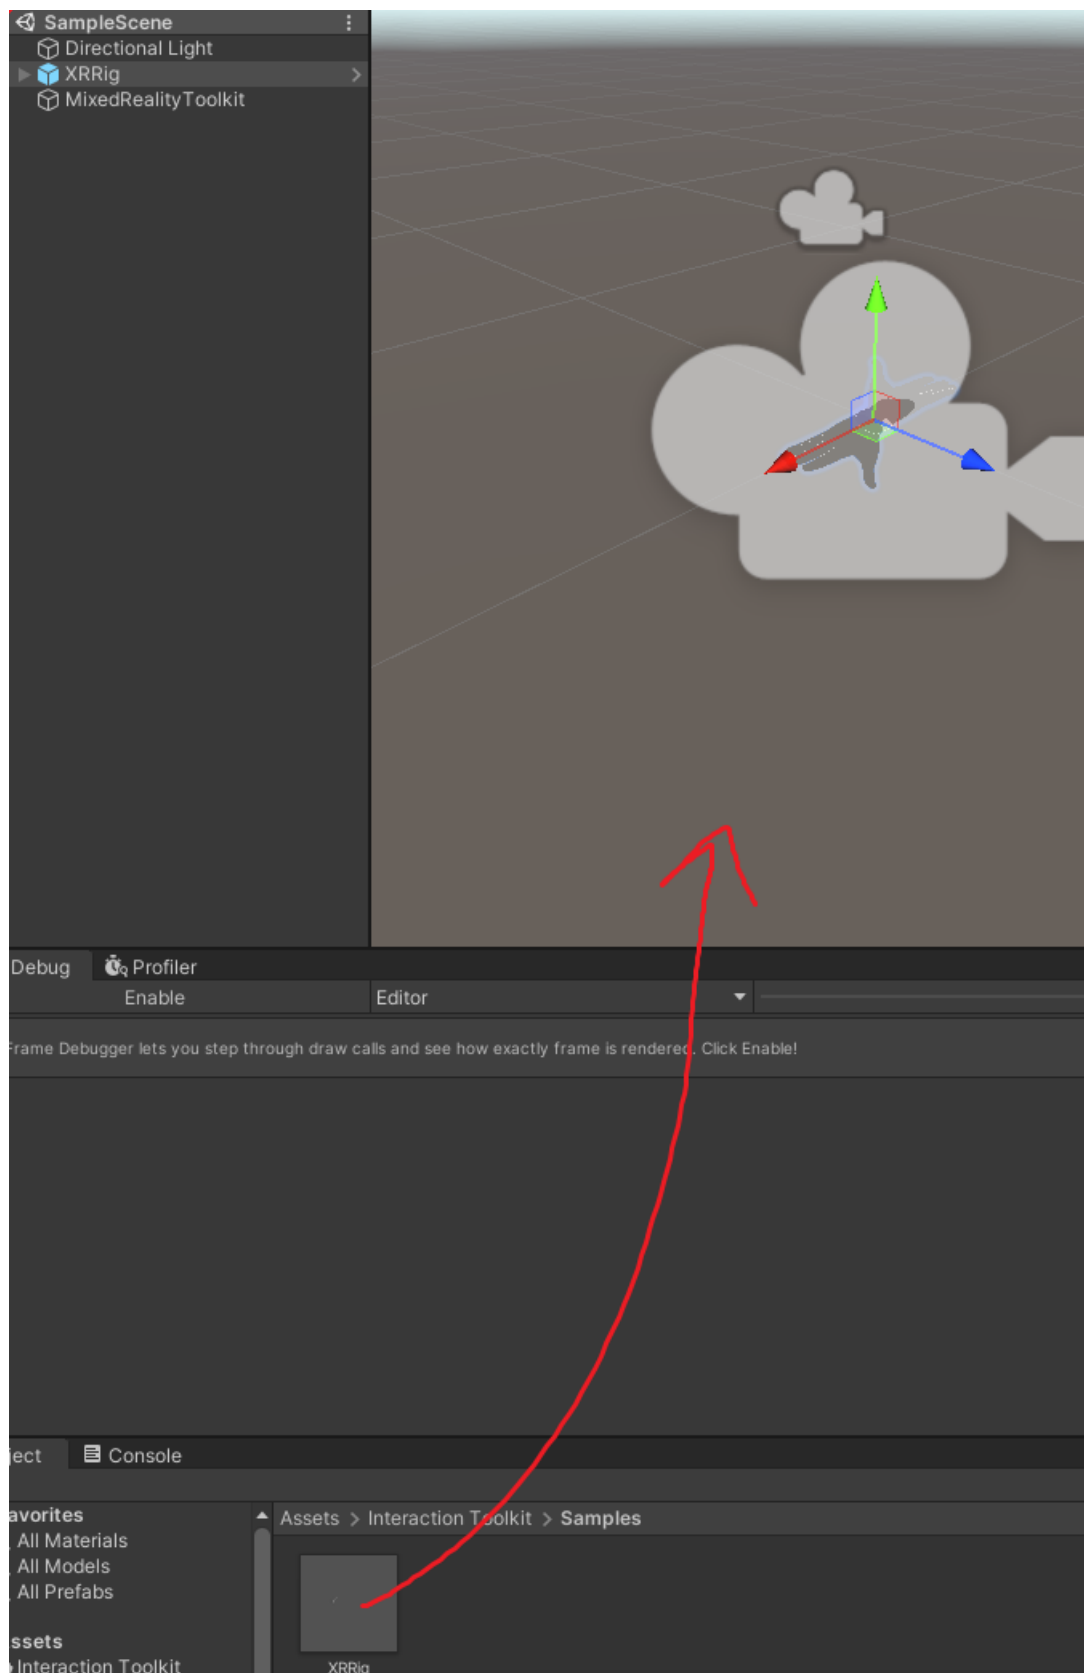 SampleScene
Directional Light
XRRig
MixedRealityToolkit
Debug
Profiler
Enable
Editor
Frame Debugger lets you step through draw calls and see how exactly frame is rendered. Click Enable!
ject
Console
avorites
All Materials
All Models
All Prefabs
ssets
Interaction Toolkit
Assets > Interaction Toolkit > Samples
XRRig